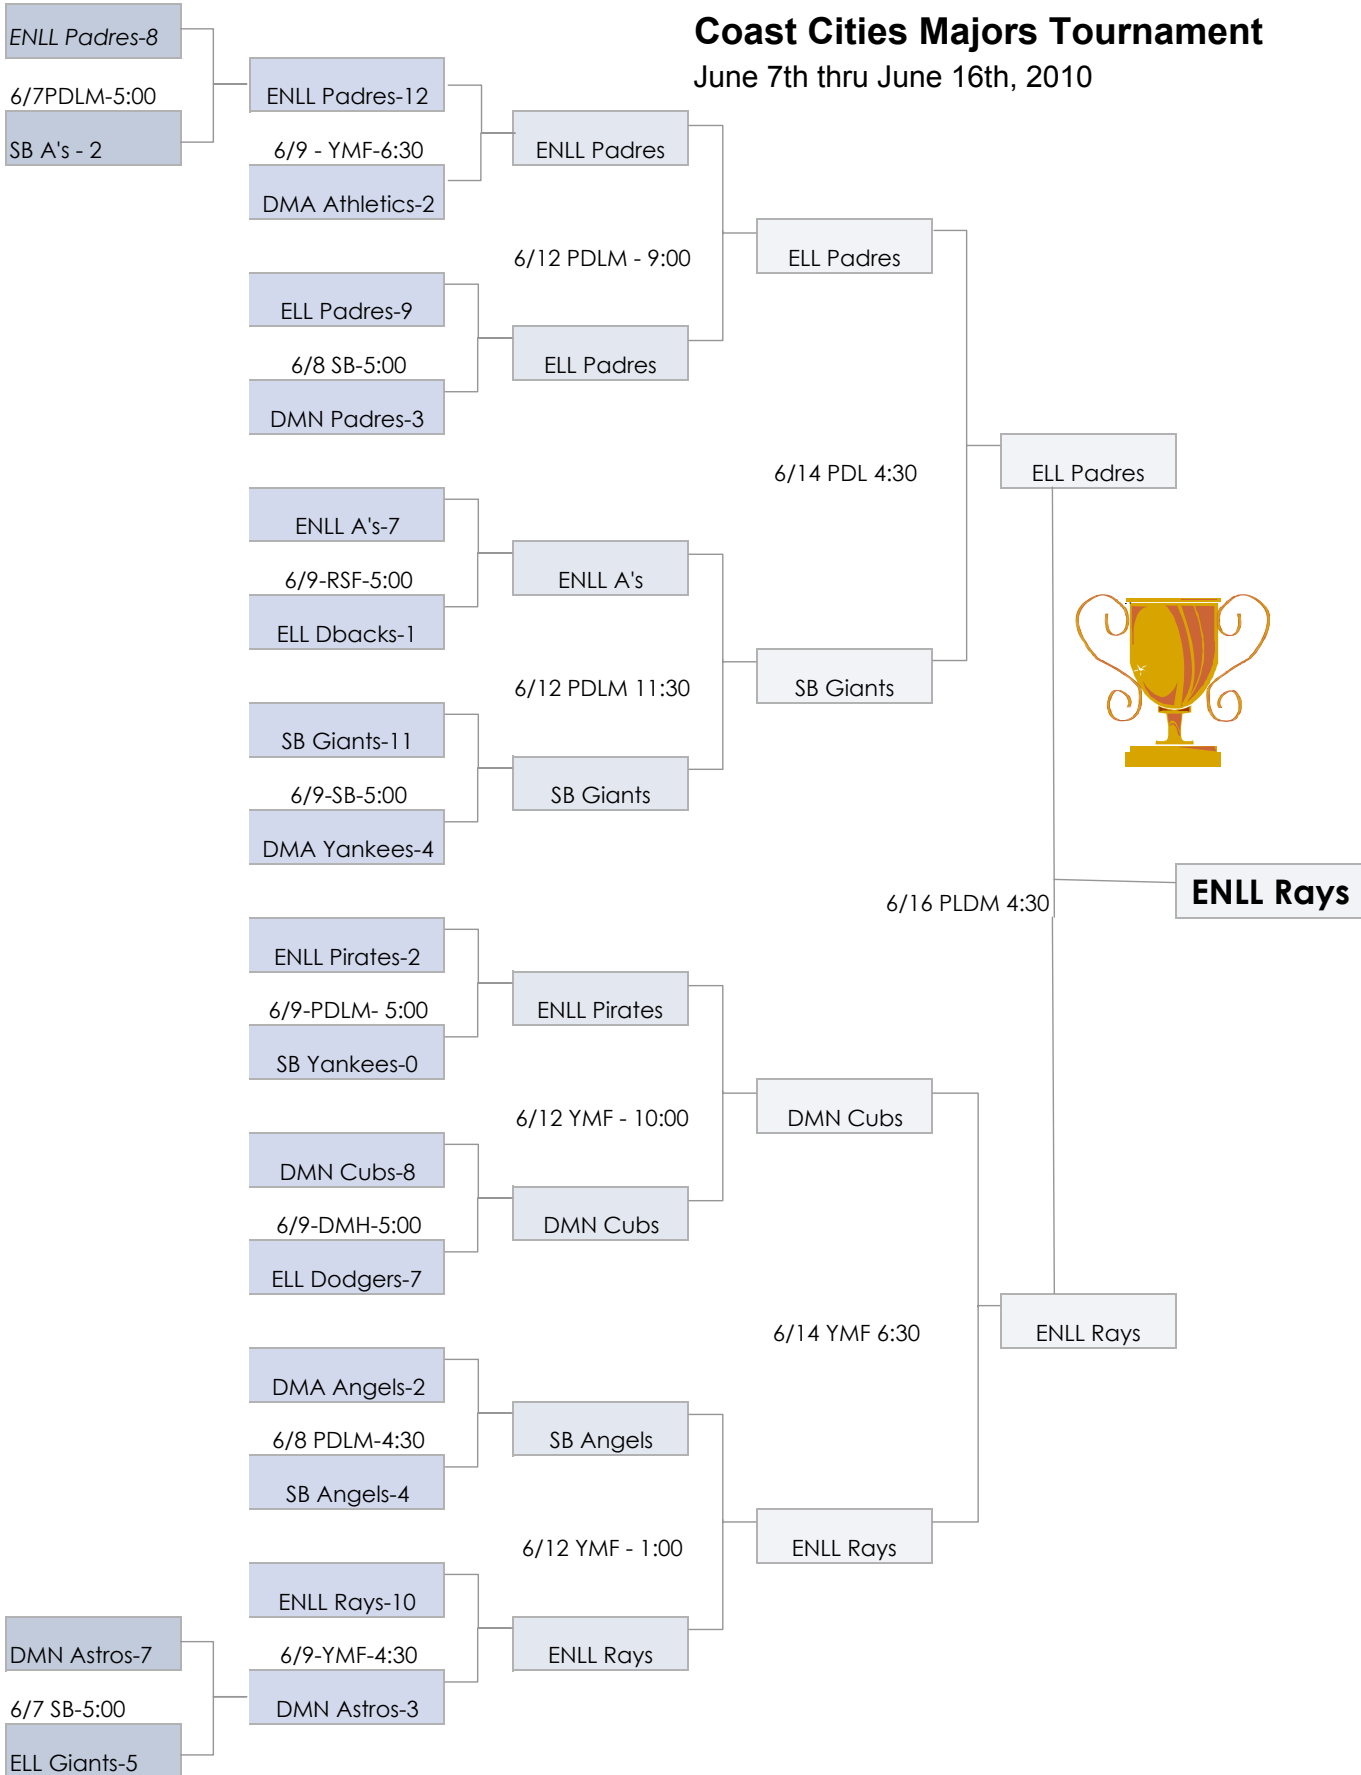 Coast Cities Majors Tournament
June 7th thru June 16th, 2010
ENLL Padres-8
6/7PDLM-5:00
SB A's - 2
ENLL Padres-12
6/9 - YMF-6:30
DMA Athletics-2
ELL Padres-9
6/8 SB-5:00
DMN Padres-3
ENLL A's-7
6/9-RSF-5:00
ELL Dbacks-1
SB Giants-11
6/9-SB-5:00
DMA Yankees-4
ENLL Pirates-2
6/9-PDLM- 5:00
SB Yankees-0
DMN Cubs-8
6/9-DMH-5:00
ELL Dodgers-7
DMA Angels-2
6/8 PDLM-4:30
SB Angels-4
ENLL Rays-10
6/9-YMF-4:30
DMN Astros-3
DMN Astros-7
6/7 SB-5:00
ELL Giants-5
ENLL Padres
6/12 PDLM - 9:00
ELL Padres
ENLL A's
6/12 PDLM 11:30
SB Giants
ENLL Pirates
6/12 YMF - 10:00
DMN Cubs
SB Angels
6/12 YMF - 1:00
ENLL Rays
ELL Padres
6/14 PDL 4:30
SB Giants
DMN Cubs
6/14 YMF 6:30
ENLL Rays
ELL Padres
6/16 PLDM 4:30
ENLL Rays
ENLL Rays